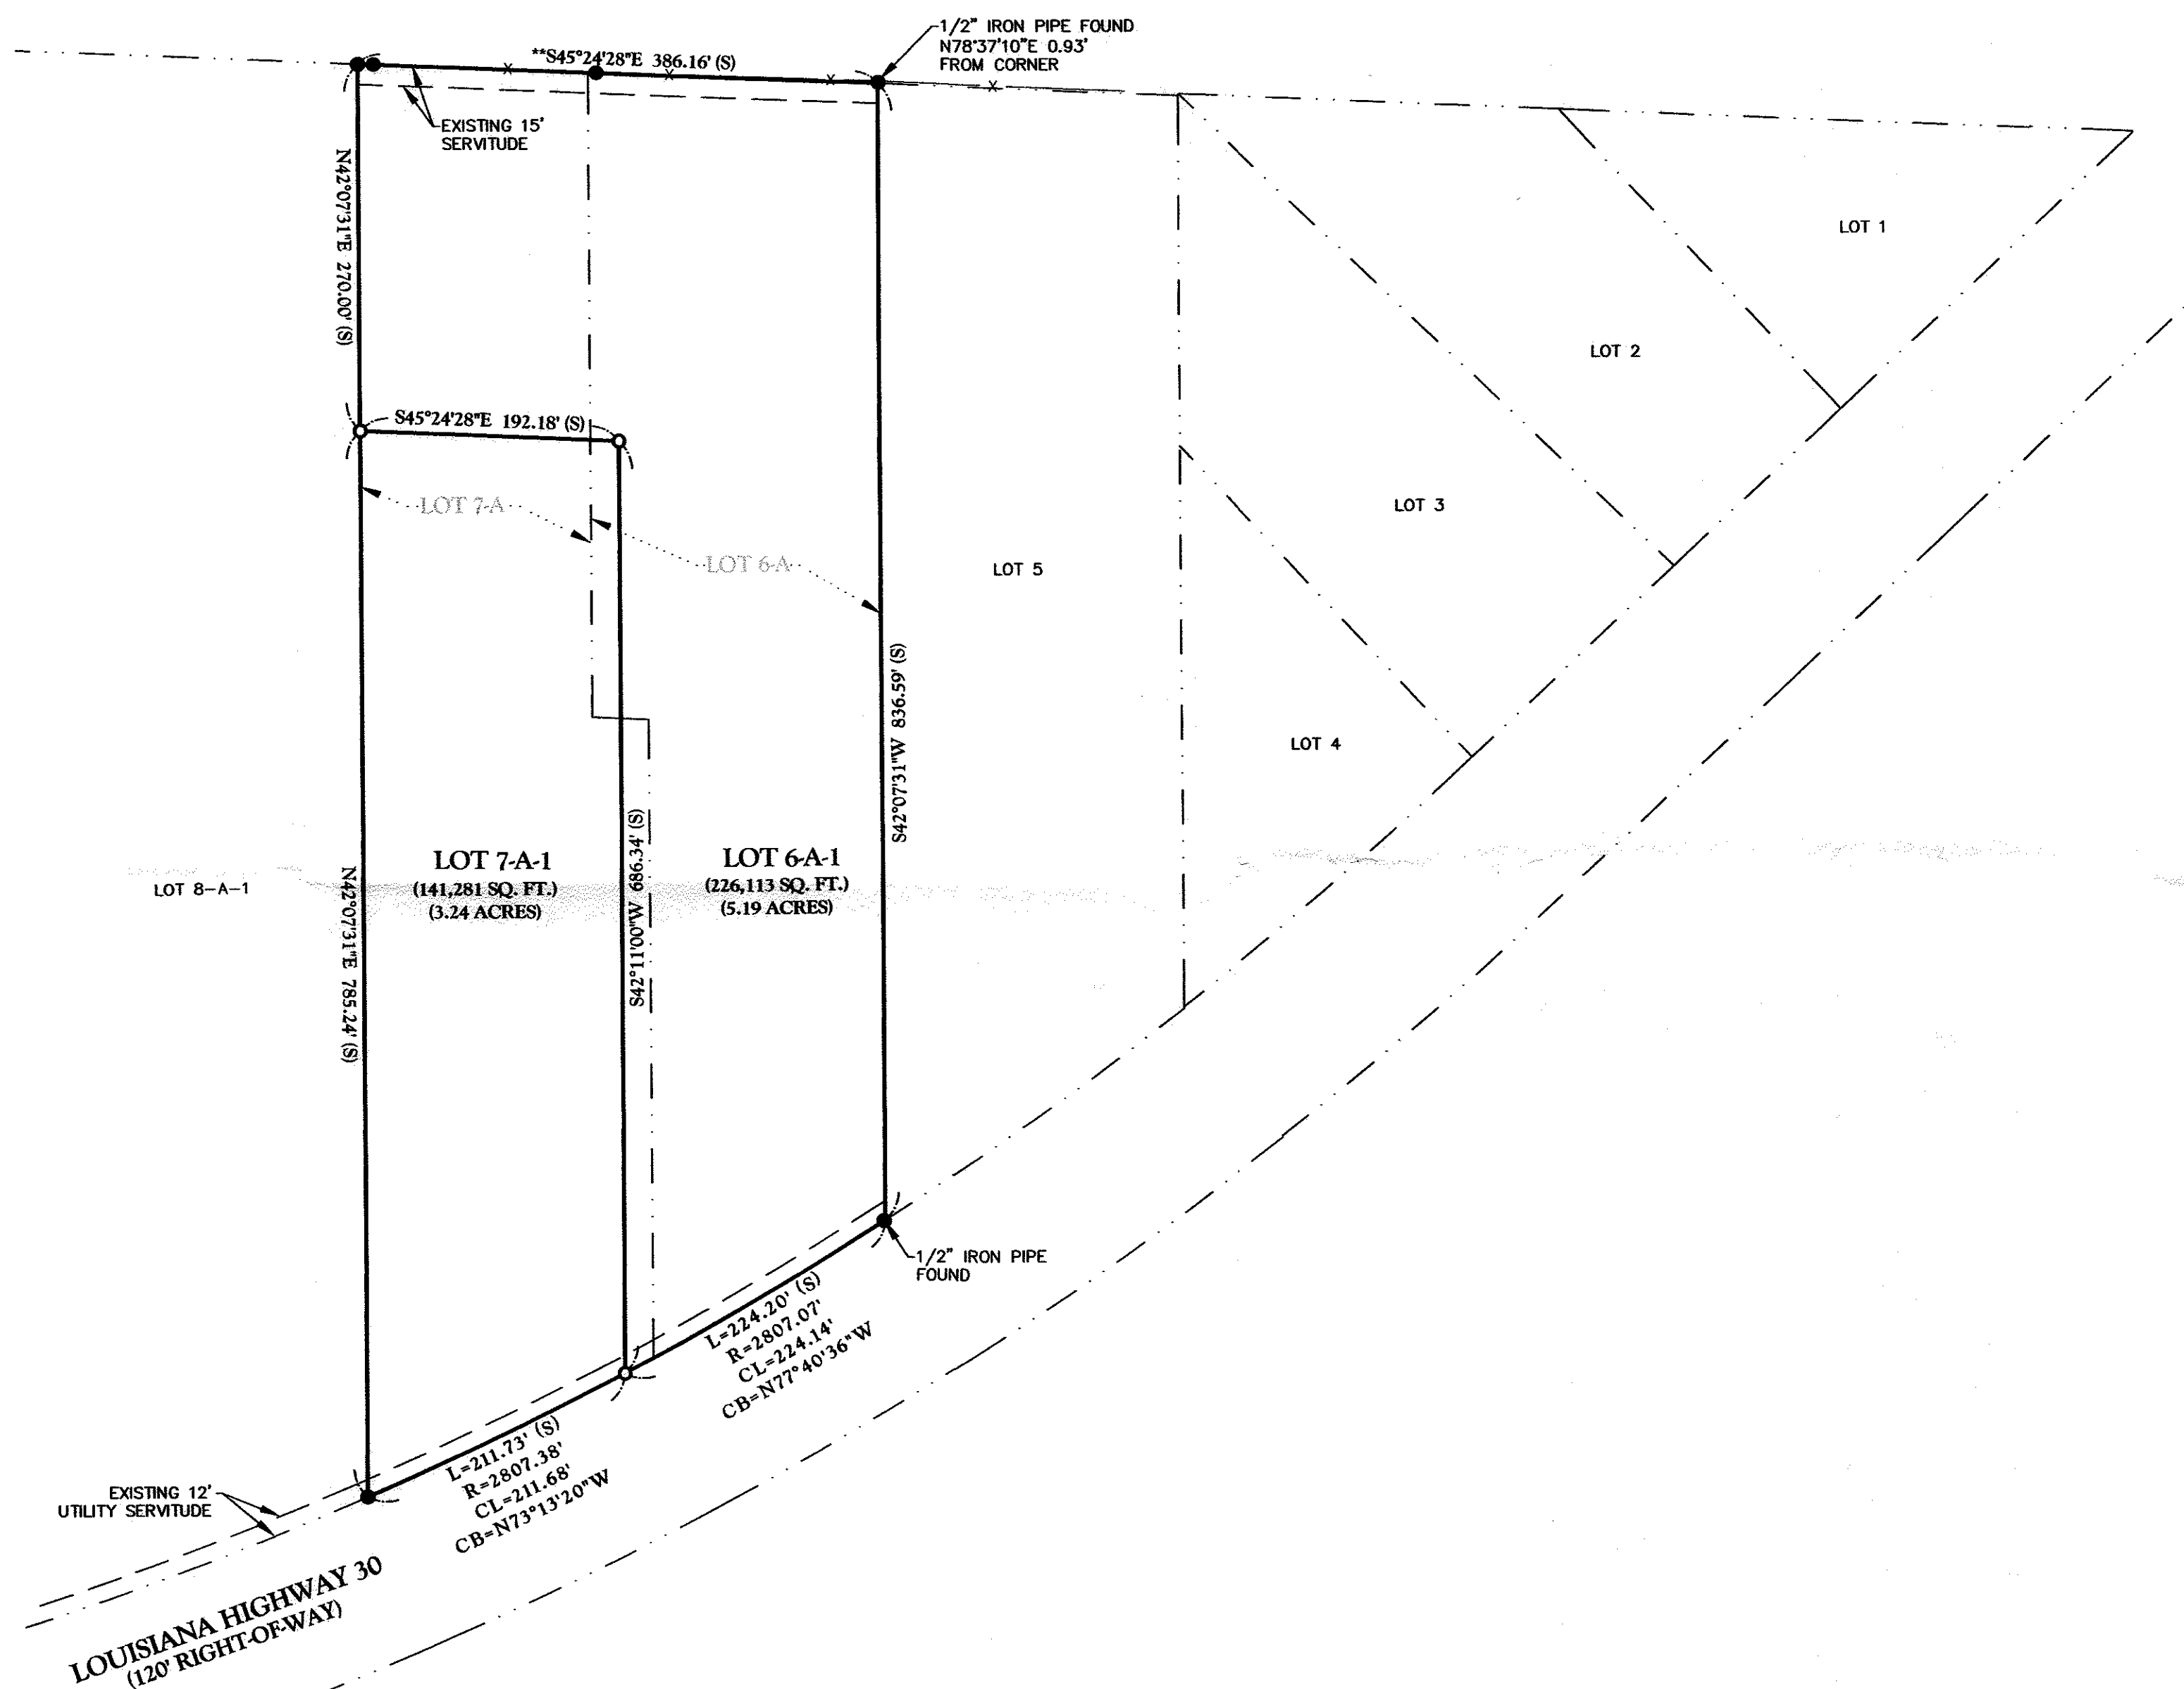 1/2" IRON PIPE FOUND
N78°37'10"E 0.93'
FROM CORNER
**S45°24'28"E 386.16' (S)
EXISTING 15'
SERVITUDE
N42°07'31"E 270.00' (S)
LOT 1
LOT 2
S45°24'28"E 192.18' (S)
LOT 7-A
LOT 3
LOT 6-A
LOT 5
S42°07'31"W 836.59' (S)
LOT 4
LOT 7-A-1
(141,281 SQ. FT.)
(3.24 ACRES)
S42°11'00"W 686.34' (S)
LOT 6-A-1
(226,113 SQ. FT.)
(5.19 ACRES)
LOT 8-A-1
N42°07'31"E 785.24' (S)
1/2" IRON PIPE
FOUND
L=224.20' (S)
R=2807.07'
CL=224.14'
CB=N77°40'36"W
L=211.73' (S)
R=2807.38'
CL=211.68'
CB=N73°13'20"W
EXISTING 12'
UTILITY SERVITUDE
LOUISIANA HIGHWAY 30
(120' RIGHT-OF-WAY)